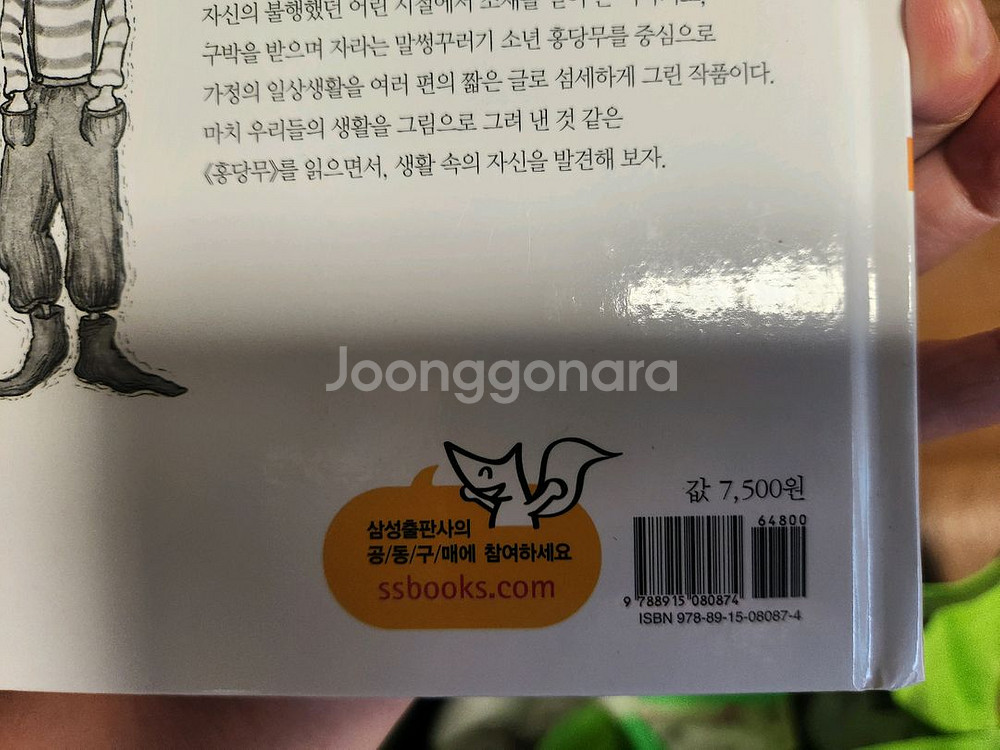 자신의 불행했던 어린 시절에서 소재를
구박을 받으며 자라는 말썽꾸러기 소년 홍당무를 중심으로
가정의 일상생활을 여러 편의 짧은 글로 섬세하게 그린 작품이다.
마치 우리들의 생활을 그림으로 그려 낸 것 같은
《홍당무》를 읽으면서, 생활 속의 자신을 발견해 보자.
Joonggonara
삼성출판사의
공/동/구/매에 참여하세요
ssbooks.com
값 7,500원
64800
9 788915 080874
ISBN 978-89-15-08087-4